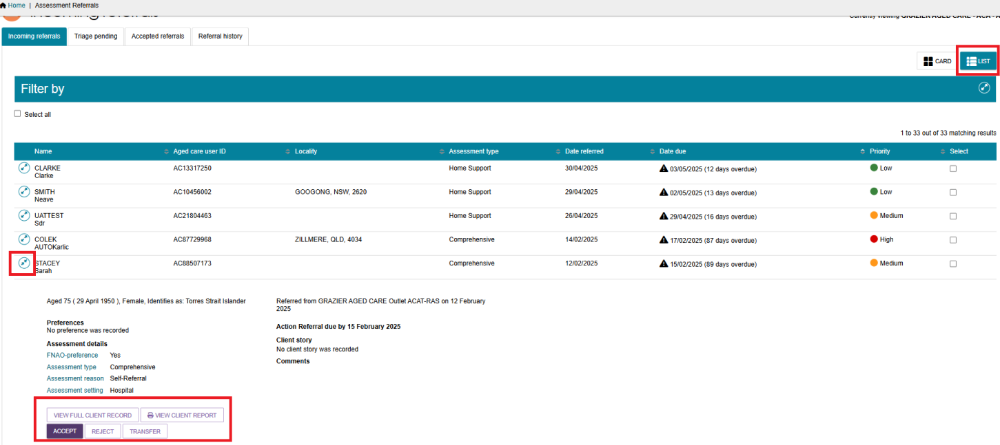 Home | Assessment Referrals
Incoming referrals
Currently viewing GRAZIER AGED CARE - ACA - A
Incoming referrals Triage pending Accepted referrals Referral history
CARD LIST
Filter by
Select all
1 to 33 out of 33 matching results
Name Aged care user ID Locality Assessment type Date referred Date due Priority Select
CLARKE AC13317250 Home Support 30/04/2025 03/05/2025 (12 days overdue) Low
Clarke
SMITH AC10456002 GOOGONG, NSW, 2620 Home Support 29/04/2025 02/05/2025 (13 days overdue) Low
Neave
UATTEST AC21804463 Home Support 26/04/2025 29/04/2025 (16 days overdue) Medium
Sdr
COLEK AC87729968 ZILLMERE, QLD, 4034 Comprehensive 14/02/2025 17/02/2025 (87 days overdue) High
AUTOKarlic
STACEY AC88507173 Comprehensive 12/02/2025 15/02/2025 (89 days overdue) Medium
Sarah
Aged 75 ( 29 April 1950 ), Female, Identifies as: Torres Strait Islander
Preferences
No preference was recorded
Assessment details
FNAO-preference Yes
Assessment type Comprehensive
Assessment reason Self-Referral
Assessment setting Hospital
Referred from GRAZIER AGED CARE Outlet ACAT-RAS on 12 February
2025
Action Referral due by 15 February 2025
Client story
No client story was recorded
Comments
VIEW FULL CLIENT RECORD VIEW CLIENT REPORT
ACCEPT REJECT TRANSFER